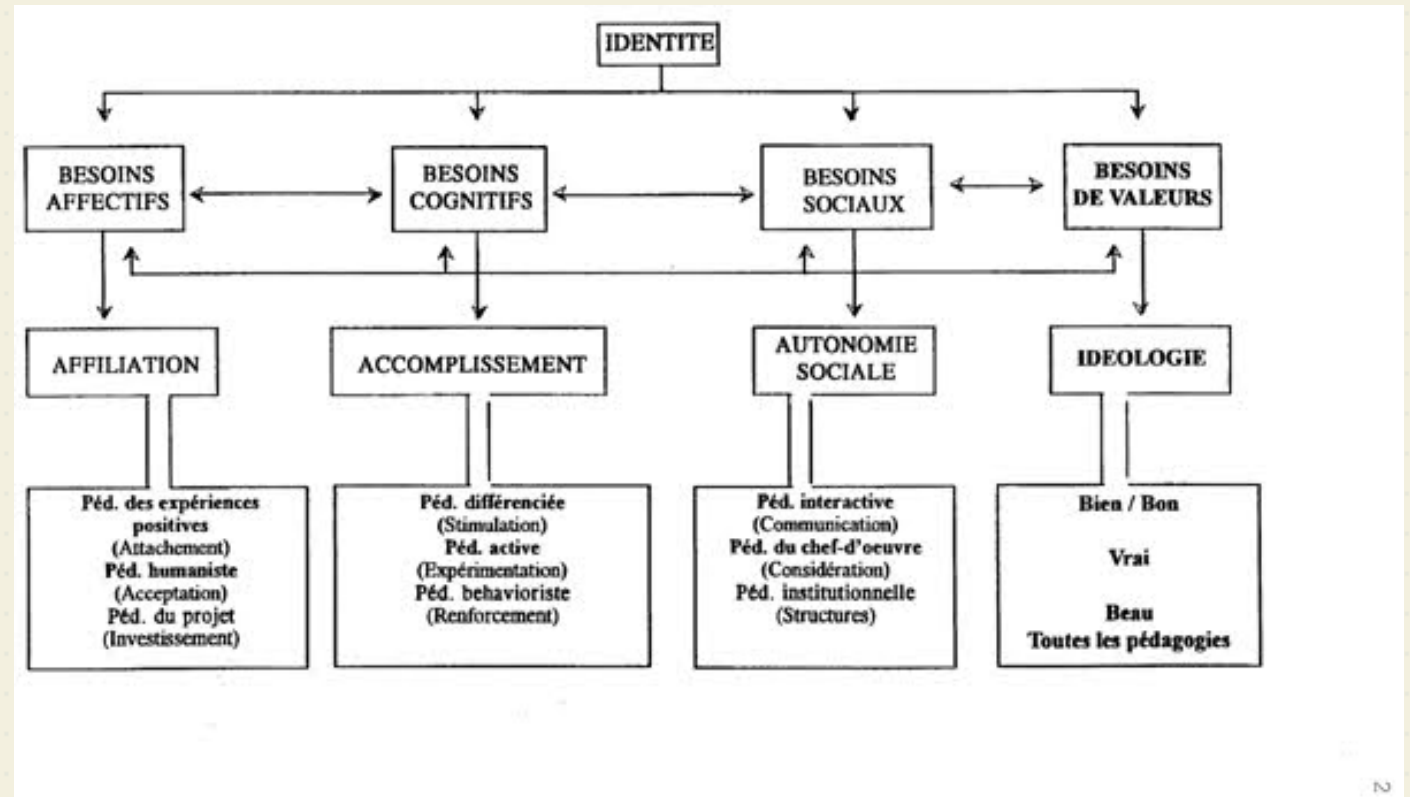 IDENTITE
BESOINS
AFFECTIFS
BESOINS
COGNITIFS
BESOINS
SOCIAUX
BESOINS
DE VALEURS
AFFILIATION
ACCOMPLISSEMENT
AUTONOMIE
SOCIALE
IDEOLOGIE
Péd. des expériences
positives
(Attachement)
Péd. humaniste
(Acceptation)
Péd. du projet
(Investissement)
Péd. différenciée
(Stimulation)
Péd. active
(Expérimentation)
Péd. behavioriste
(Renforcement)
Péd. interactive
(Communication)
Péd. du chef-d'oeuvre
(Considération)
Péd. institutionnelle
(Structures)
Bien / Bon
Vrai
Beau
Toutes les pédagogies
2